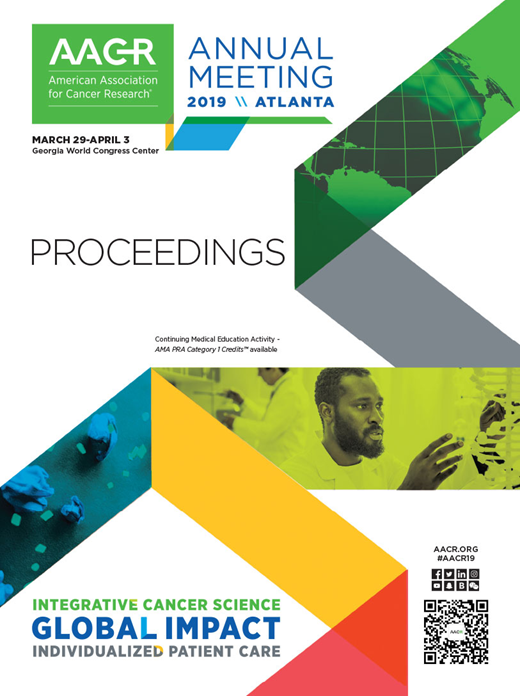 AACR
American Association
for Cancer Research®
ANNUAL
MEETING
2019 \\ ATLANTA
MARCH 29-APRIL 3
Georgia World Congress Center
PROCEEDINGS
Continuing Medical Education Activity -
AMA PRA Category 1 Credits™ available
AACR.ORG
#AACR19
AACR
INTEGRATIVE CANCER SCIENCE
GLOBAL IMPACT
INDIVIDUALIZED PATIENT CARE